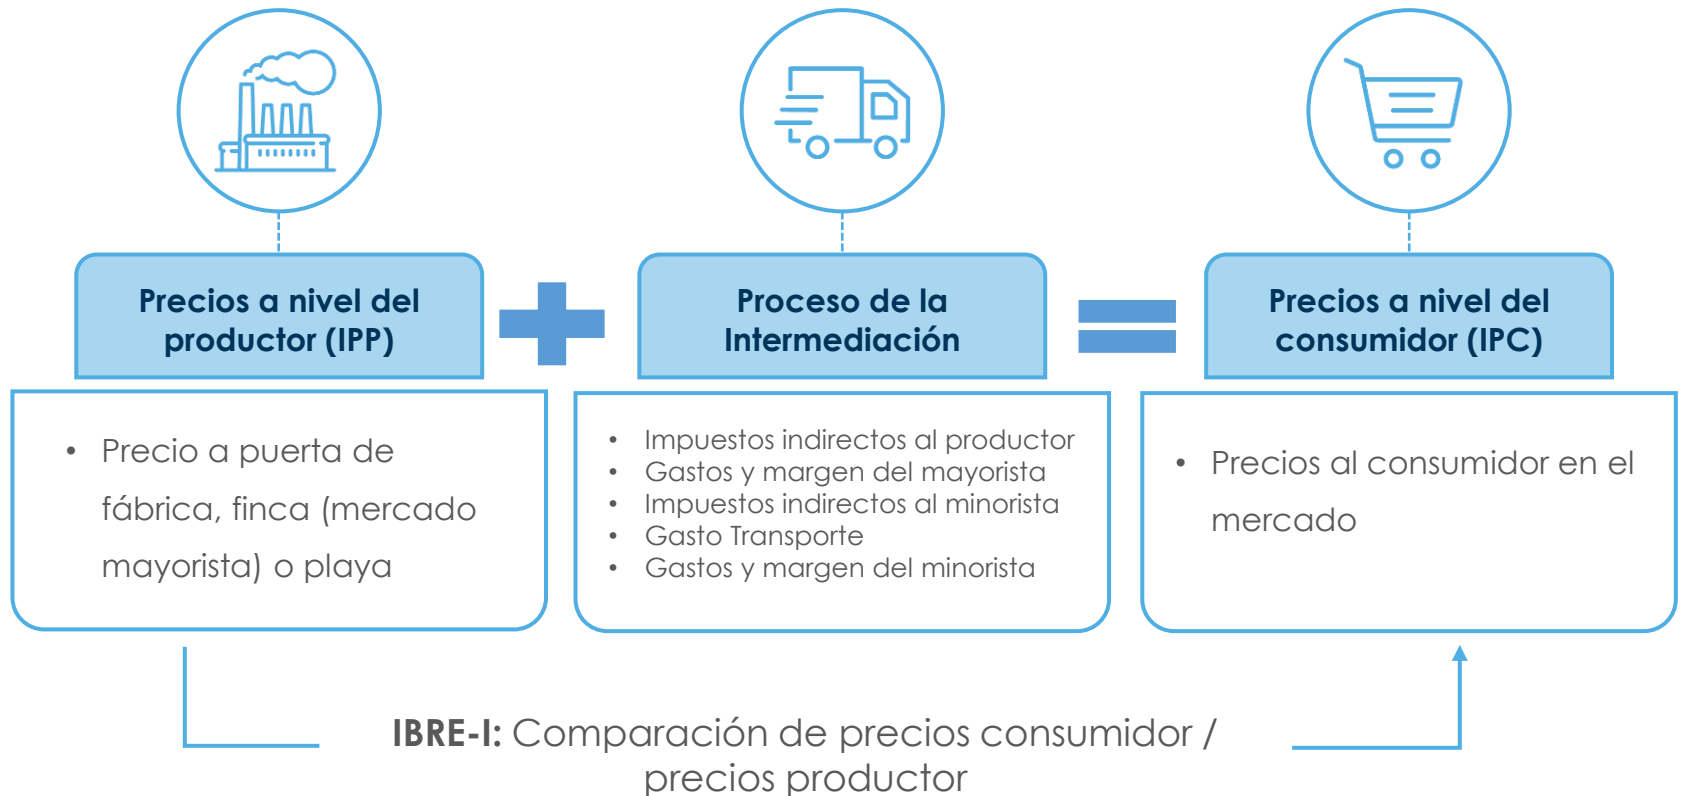 Precios a nivel del
productor (IPP)
Proceso de la
Intermediación
Precios a nivel del
consumidor (IPC)
• Precio a puerta de
fábrica, finca (mercado
mayorista) o playa
• Impuestos indirectos al productor
• Gastos y margen del mayorista
• Impuestos indirectos al minorista
• Gasto Transporte
• Gastos y margen del minorista
• Precios al consumidor en el
mercado
IBRE-I: Comparación de precios consumidor /
precios productor